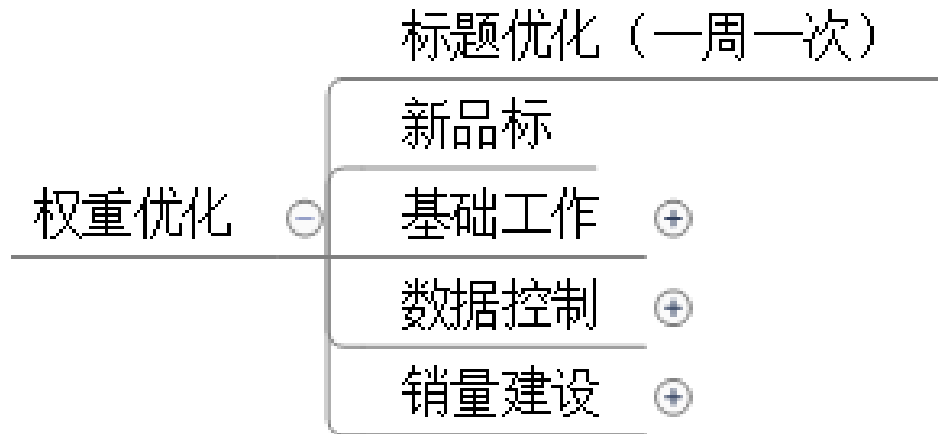 标题优化（一周一次）
新品标
权重优化
基础工作
数据控制
销量建设